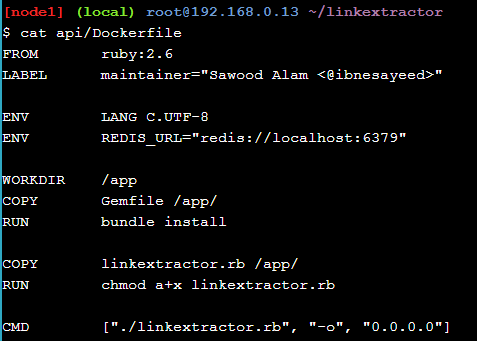 [node1] (local) root@192.168.0.13 ~/linkextractor
$ cat api/Dockerfile
FROM ruby:2.6
LABEL maintainer="Sawood Alam <@ibnesayeed>"
ENV LANG C.UTF-8
ENV REDIS_URL="redis://localhost:6379"
WORKDIR /app
COPY Gemfile /app/
RUN bundle install
COPY linkextractor.rb /app/
RUN chmod a+x linkextractor.rb
CMD ["./linkextractor.rb", "-o", "0.0.0.0"]